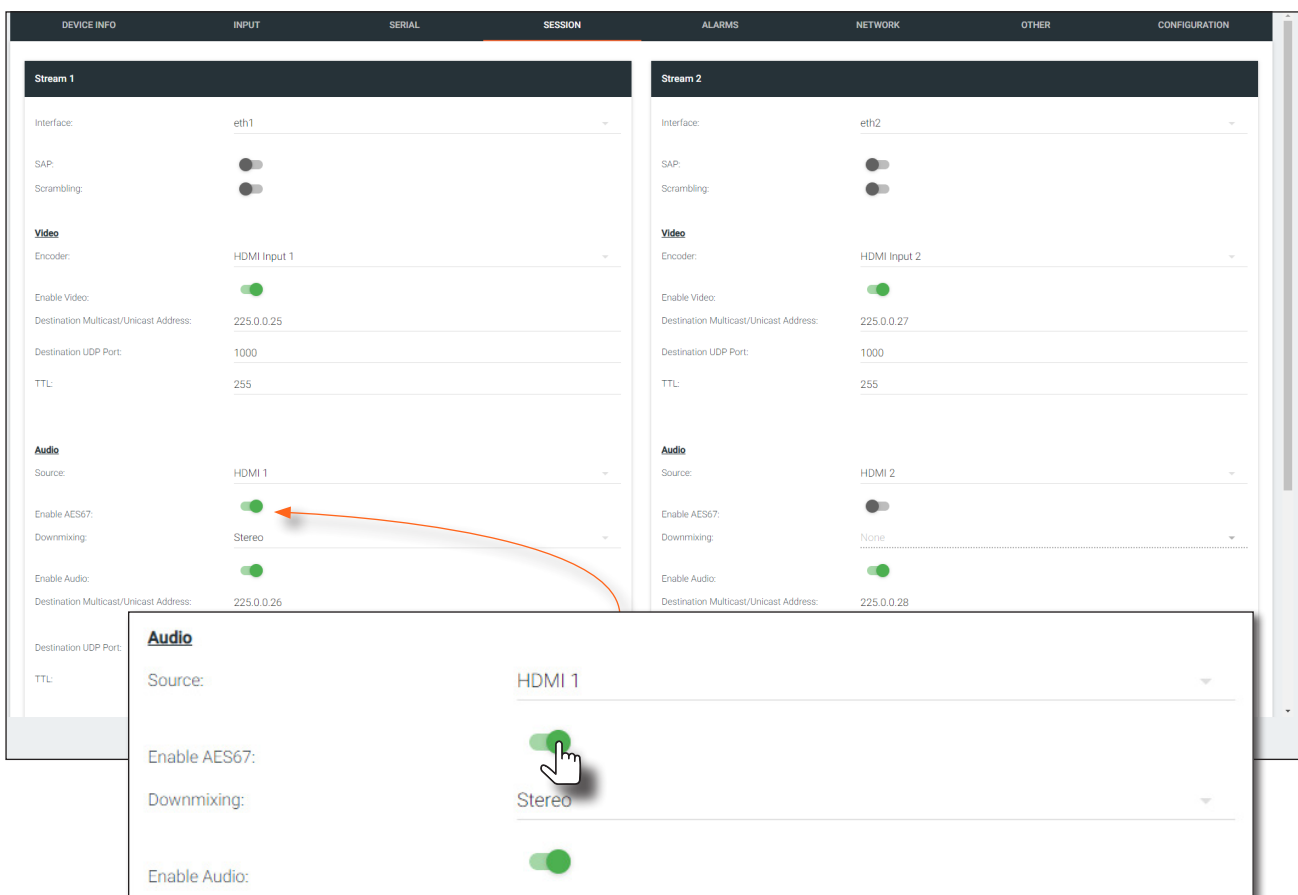 DEVICE INFO INPUT SERIAL SESSION ALARMS NETWORK OTHER CONFIGURATION
Stream 1
Interface: eth1
SAP:
Scrambling:
Video
Encoder: HDMI Input 1
Enable Video:
Destination Multicast/Unicast Address: 225.0.0.25
Destination UDP Port: 1000
TTL: 255
Audio
Source: HDMI 1
Enable AES67:
Downmixing: Stereo
Enable Audio:
Destination Multicast/Unicast Address: 225.0.0.26
Destination UDP Port:
TTL:
Stream 2
Interface: eth2
SAP:
Scrambling:
Video
Encoder: HDMI Input 2
Enable Video:
Destination Multicast/Unicast Address: 225.0.0.27
Destination UDP Port: 1000
TTL: 255
Audio
Source: HDMI 2
Enable AES67:
Downmixing: None
Enable Audio:
Destination Multicast/Unicast Address: 225.0.0.28
Audio
Source: HDMI 1
Enable AES67:
Downmixing: Stereo
Enable Audio: